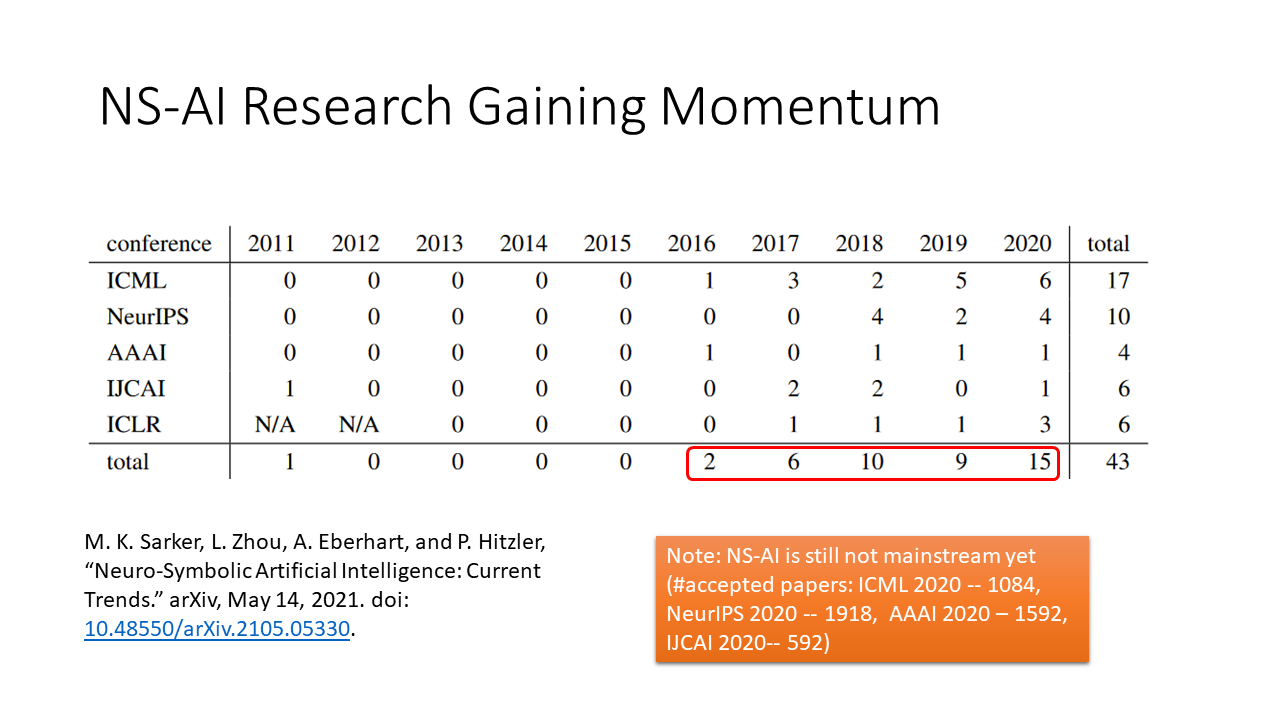 NS-AI Research Gaining Momentum
conference 2011 2012 2013 2014 2015 2016 2017 2018 2019 2020 total
ICML 0 0 0 0 0 1 3 2 5 6 17
NeurIPS 0 0 0 0 0 0 0 4 2 4 10
AAAI 0 0 0 0 0 1 0 1 1 1 4
IJCAI 1 0 0 0 0 0 2 2 0 1 6
ICLR N/A N/A 0 0 0 0 1 1 1 3 6
total 1 0 0 0 0 2 6 10 9 15 43
M. K. Sarker, L. Zhou, A. Eberhart, and P. Hitzler,
“Neuro-Symbolic Artificial Intelligence: Current
Trends.” arXiv, May 14, 2021. doi:
10.48550/arXiv.2105.05330.
Note: NS-AI is still not mainstream yet
(#accepted papers: ICML 2020 -- 1084,
NeurIPS 2020 -- 1918, AAAI 2020 – 1592,
IJCAI 2020-- 592)